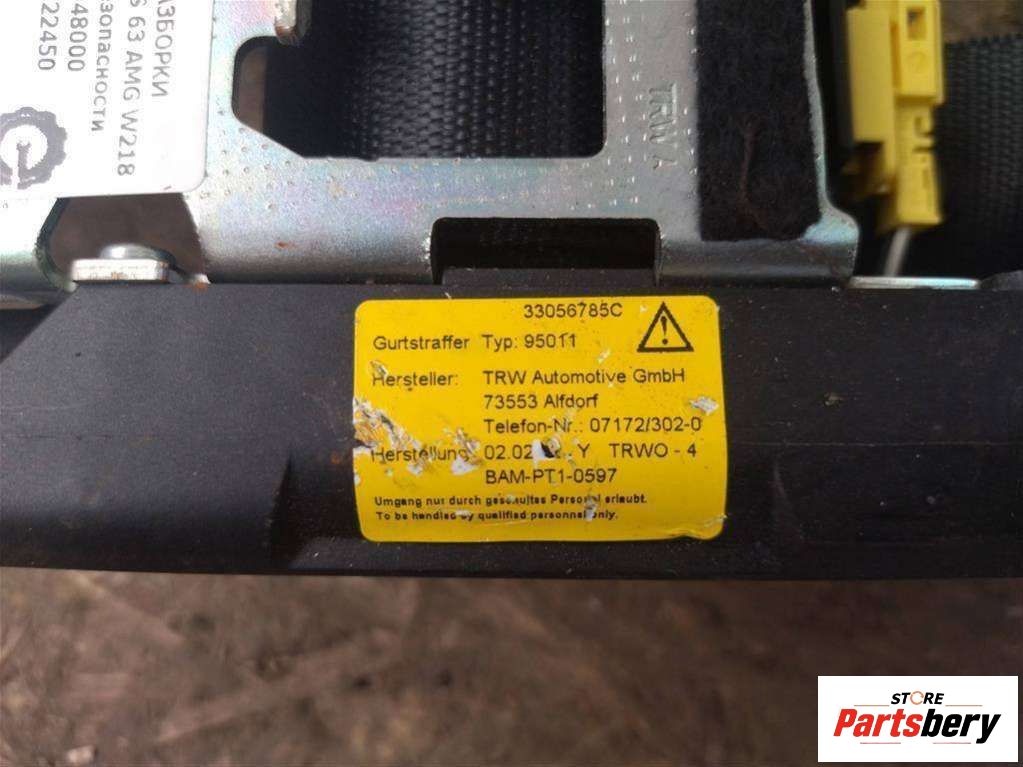 АЗБОРКИ
S 63 AMG W218
езопасности
48000
22450
TRW A
33056785C
Gurtstraffer Typ: 95011
Hersteller: TRW Automotive GmbH
73553 Alfdorf
Telefon-Nr.: 07172/302-0
Herstellung 02.02 Y TRWO - 4
BAM-PT1-0597
Umgang nur durch geschultes Personal erlaubt.
To be handled by qualified personnel only.
STORE
Partsbery